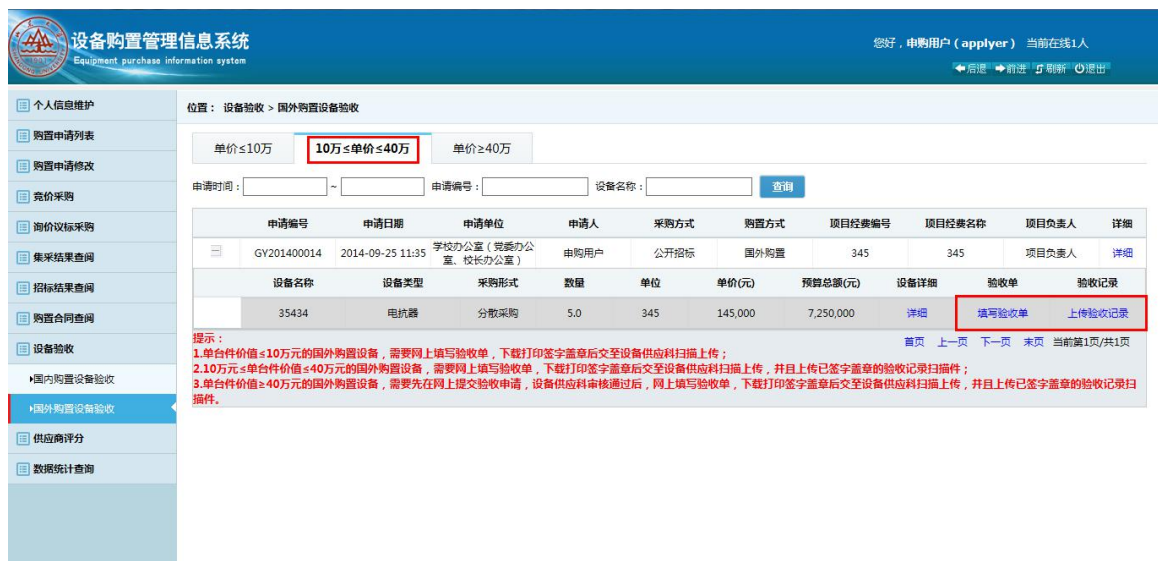 设备购置管理信息系统
Equipment purchase information system
您好，申购用户（applyer） 当前在线1人
后退 前进 刷新 退出
个人信息维护
购置申请列表
购置申请修改
竞价采购
询价议标采购
集采结果查阅
招标结果查阅
购置合同查阅
设备验收
国内购置设备验收
国外购置设备验收
供应商评分
数据统计查询
位置： 设备验收 > 国外购置设备验收
单价≤10万 10万≤单价≤40万 单价≥40万
申请时间： ~ 申请编号： 设备名称： 查询
申请编号 申请日期 申请单位 申请人 采购方式 购置方式 项目经费编号 项目经费名称 项目负责人 详细
GY201400014 2014-09-25 11:35 学校办公室（党委办公室、校长办公室） 申购用户 公开招标 国外购置 345 345 项目负责人 详细
设备名称 设备类型 采购形式 数量 单位 单价(元) 预算总额(元) 设备详细 验收单 验收记录
35434 电抗器 分散采购 5.0 345 145,000 7,250,000 详细 填写验收单 上传验收记录
首页 上一页 下一页 末页 当前第1页/共1页
提示：
1.单台件价值≤10万元的国外购置设备，需要网上填写验收单，下载打印签字盖章后交至设备供应科扫描上传；
2.10万元≤单台件价值≤40万元的国外购置设备，需要网上填写验收单，下载打印签字盖章后交至设备供应科扫描上传，并且上传已签字盖章的验收记录扫描件；
3.单台件价值≥40万元的国外购置设备，需要先在网上提交验收申请，设备供应科审核通过后，网上填写验收单，下载打印签字盖章后交至设备供应科扫描上传，并且上传已签字盖章的验收记录扫
描件。